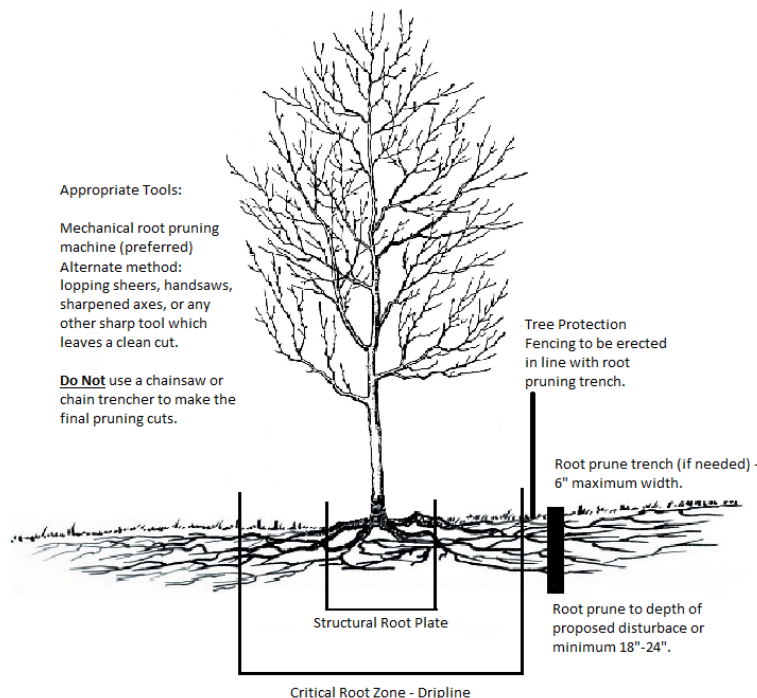 Appropriate Tools:
Mechanical root pruning
machine (preferred)
Alternate method:
lopping sheers, handsaws,
sharpened axes, or any
other sharp tool which
leaves a clean cut.
Do Not use a chainsaw or
chain trencher to make the
final pruning cuts.
Tree Protection
Fencing to be erected
in line with root
pruning trench.
Root prune trench (if needed) -
6" maximum width.
Root prune to depth of
proposed disturbace or
minimum 18"-24".
Structural Root Plate
Critical Root Zone - Dripline